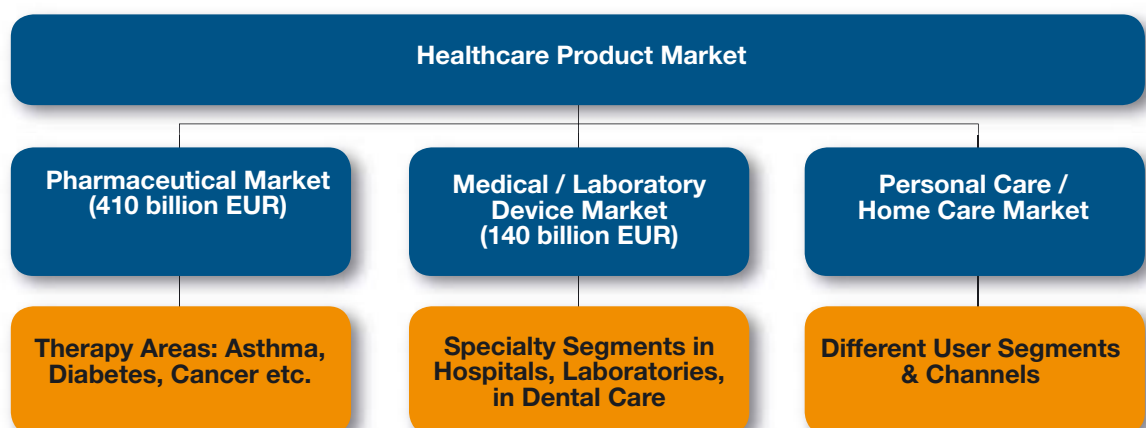 Healthcare Product Market
Pharmaceutical Market
(410 billion EUR)
Medical / Laboratory
Device Market
(140 billion EUR)
Personal Care /
Home Care Market
Therapy Areas: Asthma,
Diabetes, Cancer etc.
Specialty Segments in
Hospitals, Laboratories,
in Dental Care
Different User Segments
& Channels